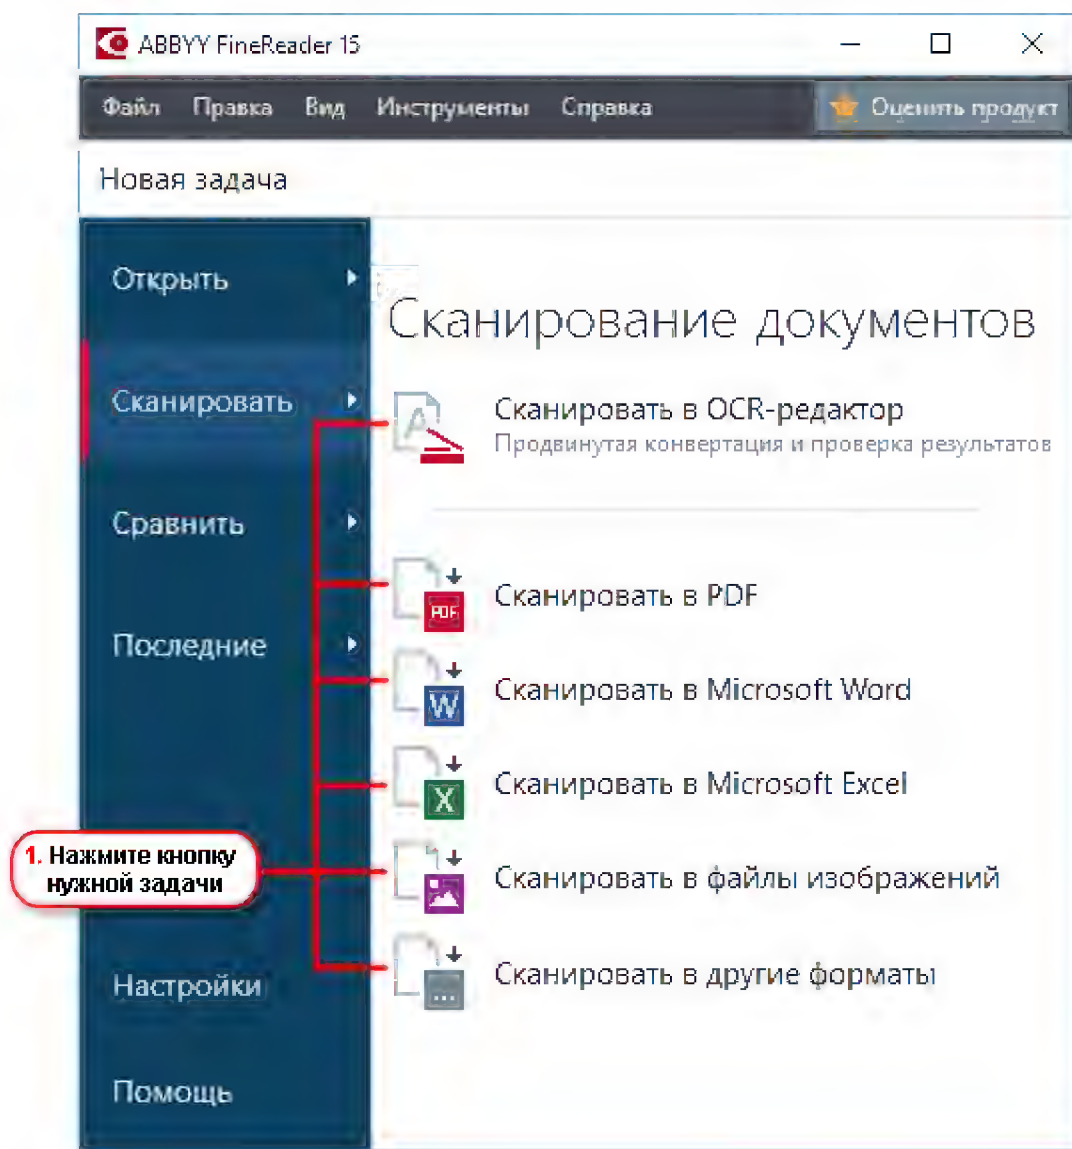 ABBYY FineReader 15
Файл Правка Вид Инструменты Справка Оценить продукт
Новая задача
Открыть
Сканировать
Сравнить
Последние
1. Нажмите кнопку
нужной задачи
Настройки
Помощь
Сканирование документов
A
Сканировать в OCR-редактор
Продвинутая конвертация и проверка результатов
PDF
Сканировать в PDF
W
Сканировать в Microsoft Word
X
Сканировать в Microsoft Excel
Сканировать в файлы изображений
...
Сканировать в другие форматы